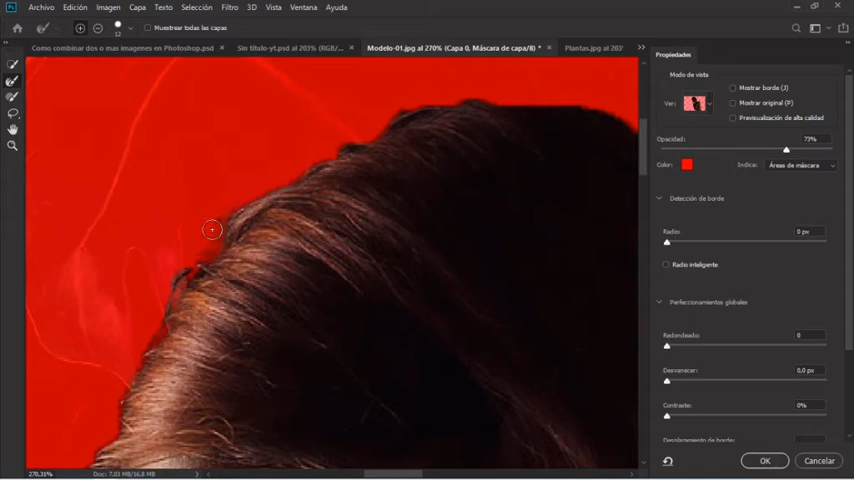 Ps Archivo Edición Imagen Capa Texto Selección Filtro 3D Vista Ventana Ayuda
12 Muestrear todas las capas
Como combinar dos o mas imagenes en Photoshop.psd × Sin título-yt.psd al 203% (RGB/... × Modelo-01.jpg al 270% (Capa 0, Máscara de capa/8) * × Plantas.jpg al 203%
Propiedades
Modo de vista
Ver:
Mostrar borde (J)
Mostrar original (P)
Previsualización de alta calidad
Opacidad: 73%
Color: Indica: Áreas de máscara
Detección de borde
Radio: 0 px
Radio inteligente
Perfeccionamientos globales
Redondeado: 0
Desvanecer: 0,0 px
Contraste: 0%
Desplazamiento de borde:
270,31% Doc: 7,03 MB/16,8 MB
OK Cancelar